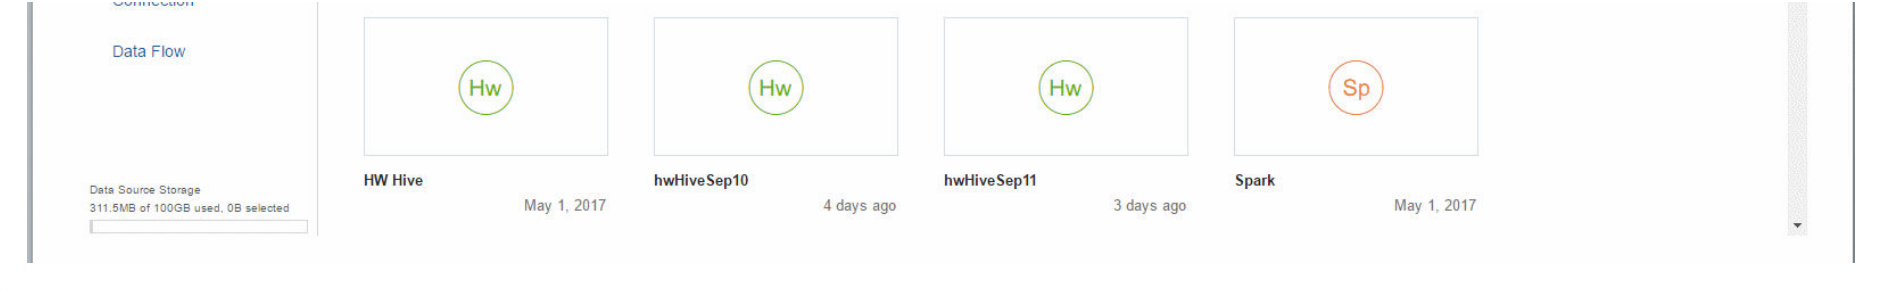 Connection
Data Flow
Data Source Storage
311.5MB of 100GB used, 0B selected
Hw
HW Hive
May 1, 2017
Hw
hwHiveSep10
4 days ago
Hw
hwHiveSep11
3 days ago
Sp
Spark
May 1, 2017